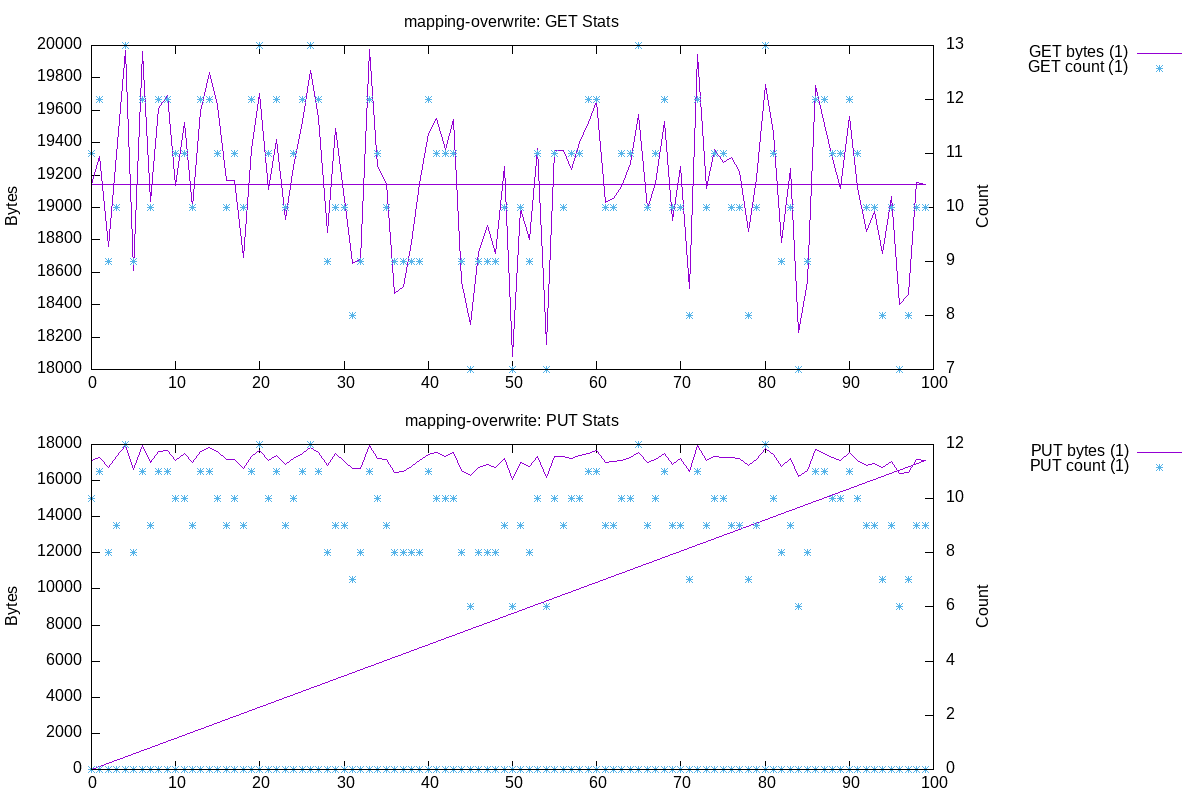 mapping-overwrite: GET Stats
20000
19800
19600
19400
19200
19000
18800
18600
18400
18200
18000
Bytes
13
12
11
10
9
8
7
Count
0 10 20 30 40 50 60 70 80 90 100
GET bytes (1)
GET count (1)
mapping-overwrite: PUT Stats
18000
16000
14000
12000
10000
8000
6000
4000
2000
0
Bytes
12
10
8
6
4
2
0
Count
0 10 20 30 40 50 60 70 80 90 100
PUT bytes (1)
PUT count (1)